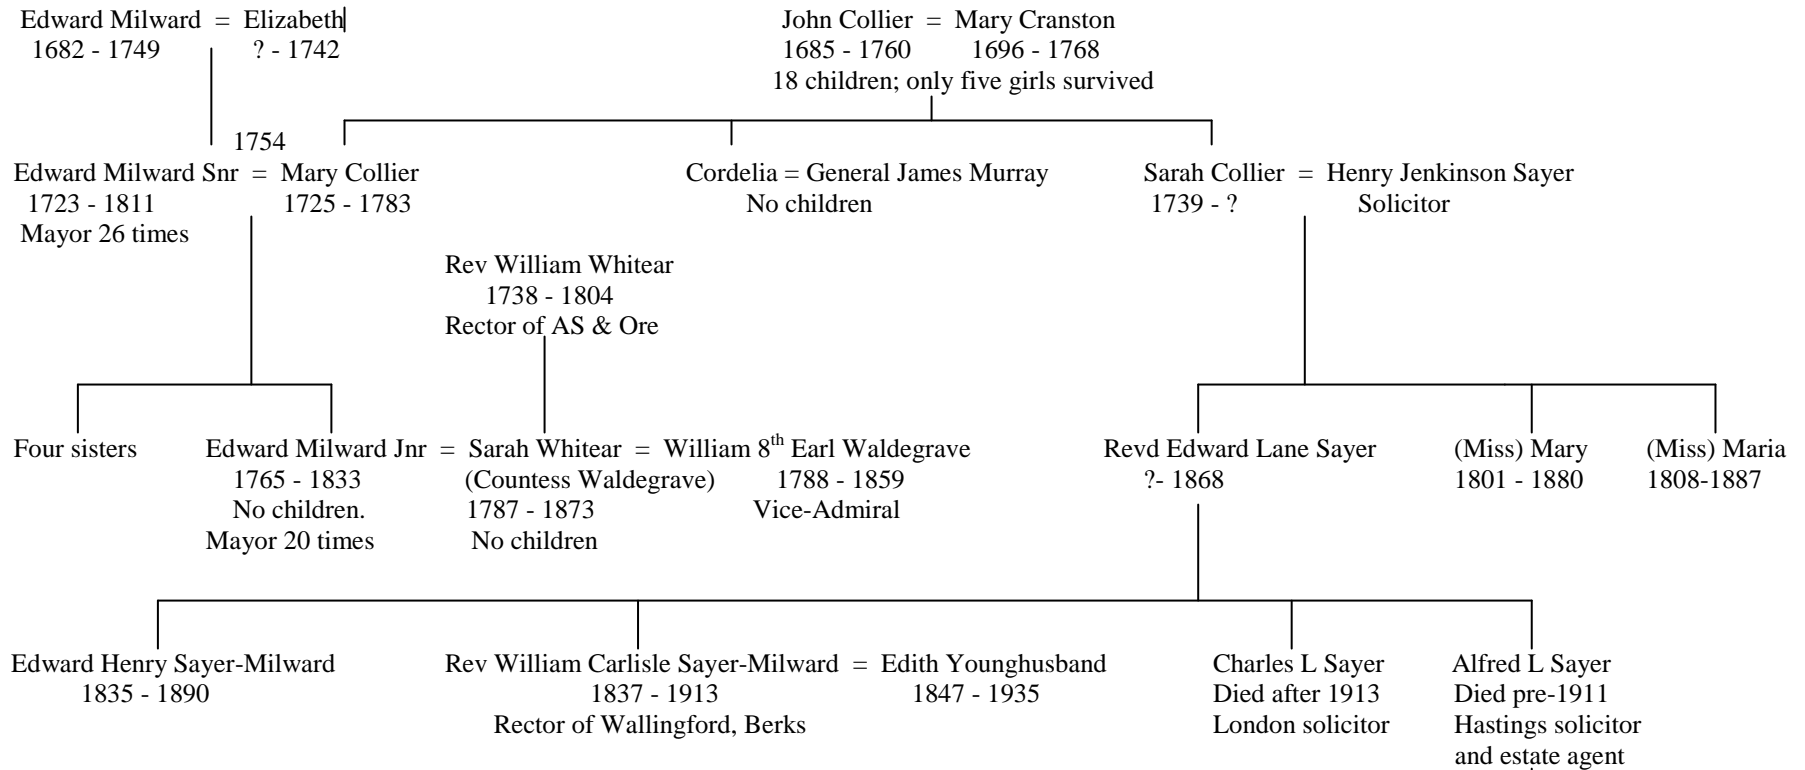 Edward Milward = Elizabeth
1682 - 1749 ? - 1742
John Collier = Mary Cranston
1685 - 1760 1696 - 1768
18 children; only five girls survived
1754
Edward Milward Snr = Mary Collier
1723 - 1811 1725 - 1783
Mayor 26 times
Cordelia = General James Murray
No children
Sarah Collier = Henry Jenkinson Sayer
1739 - ? Solicitor
Rev William Whitear
1738 - 1804
Rector of AS & Ore
Four sisters
Edward Milward Jnr = Sarah Whitear = William 8th Earl Waldegrave
1765 - 1833 (Countess Waldegrave) 1788 - 1859
No children. 1787 - 1873 Vice-Admiral
Mayor 20 times No children
Revd Edward Lane Sayer
?- 1868
(Miss) Mary
1801 - 1880
(Miss) Maria
1808-1887
Edward Henry Sayer-Milward
1835 - 1890
Rev William Carlisle Sayer-Milward = Edith Younghusband
1837 - 1913 1847 - 1935
Rector of Wallingford, Berks
Charles L Sayer
Died after 1913
London solicitor
Alfred L Sayer
Died pre-1911
Hastings solicitor
and estate agent